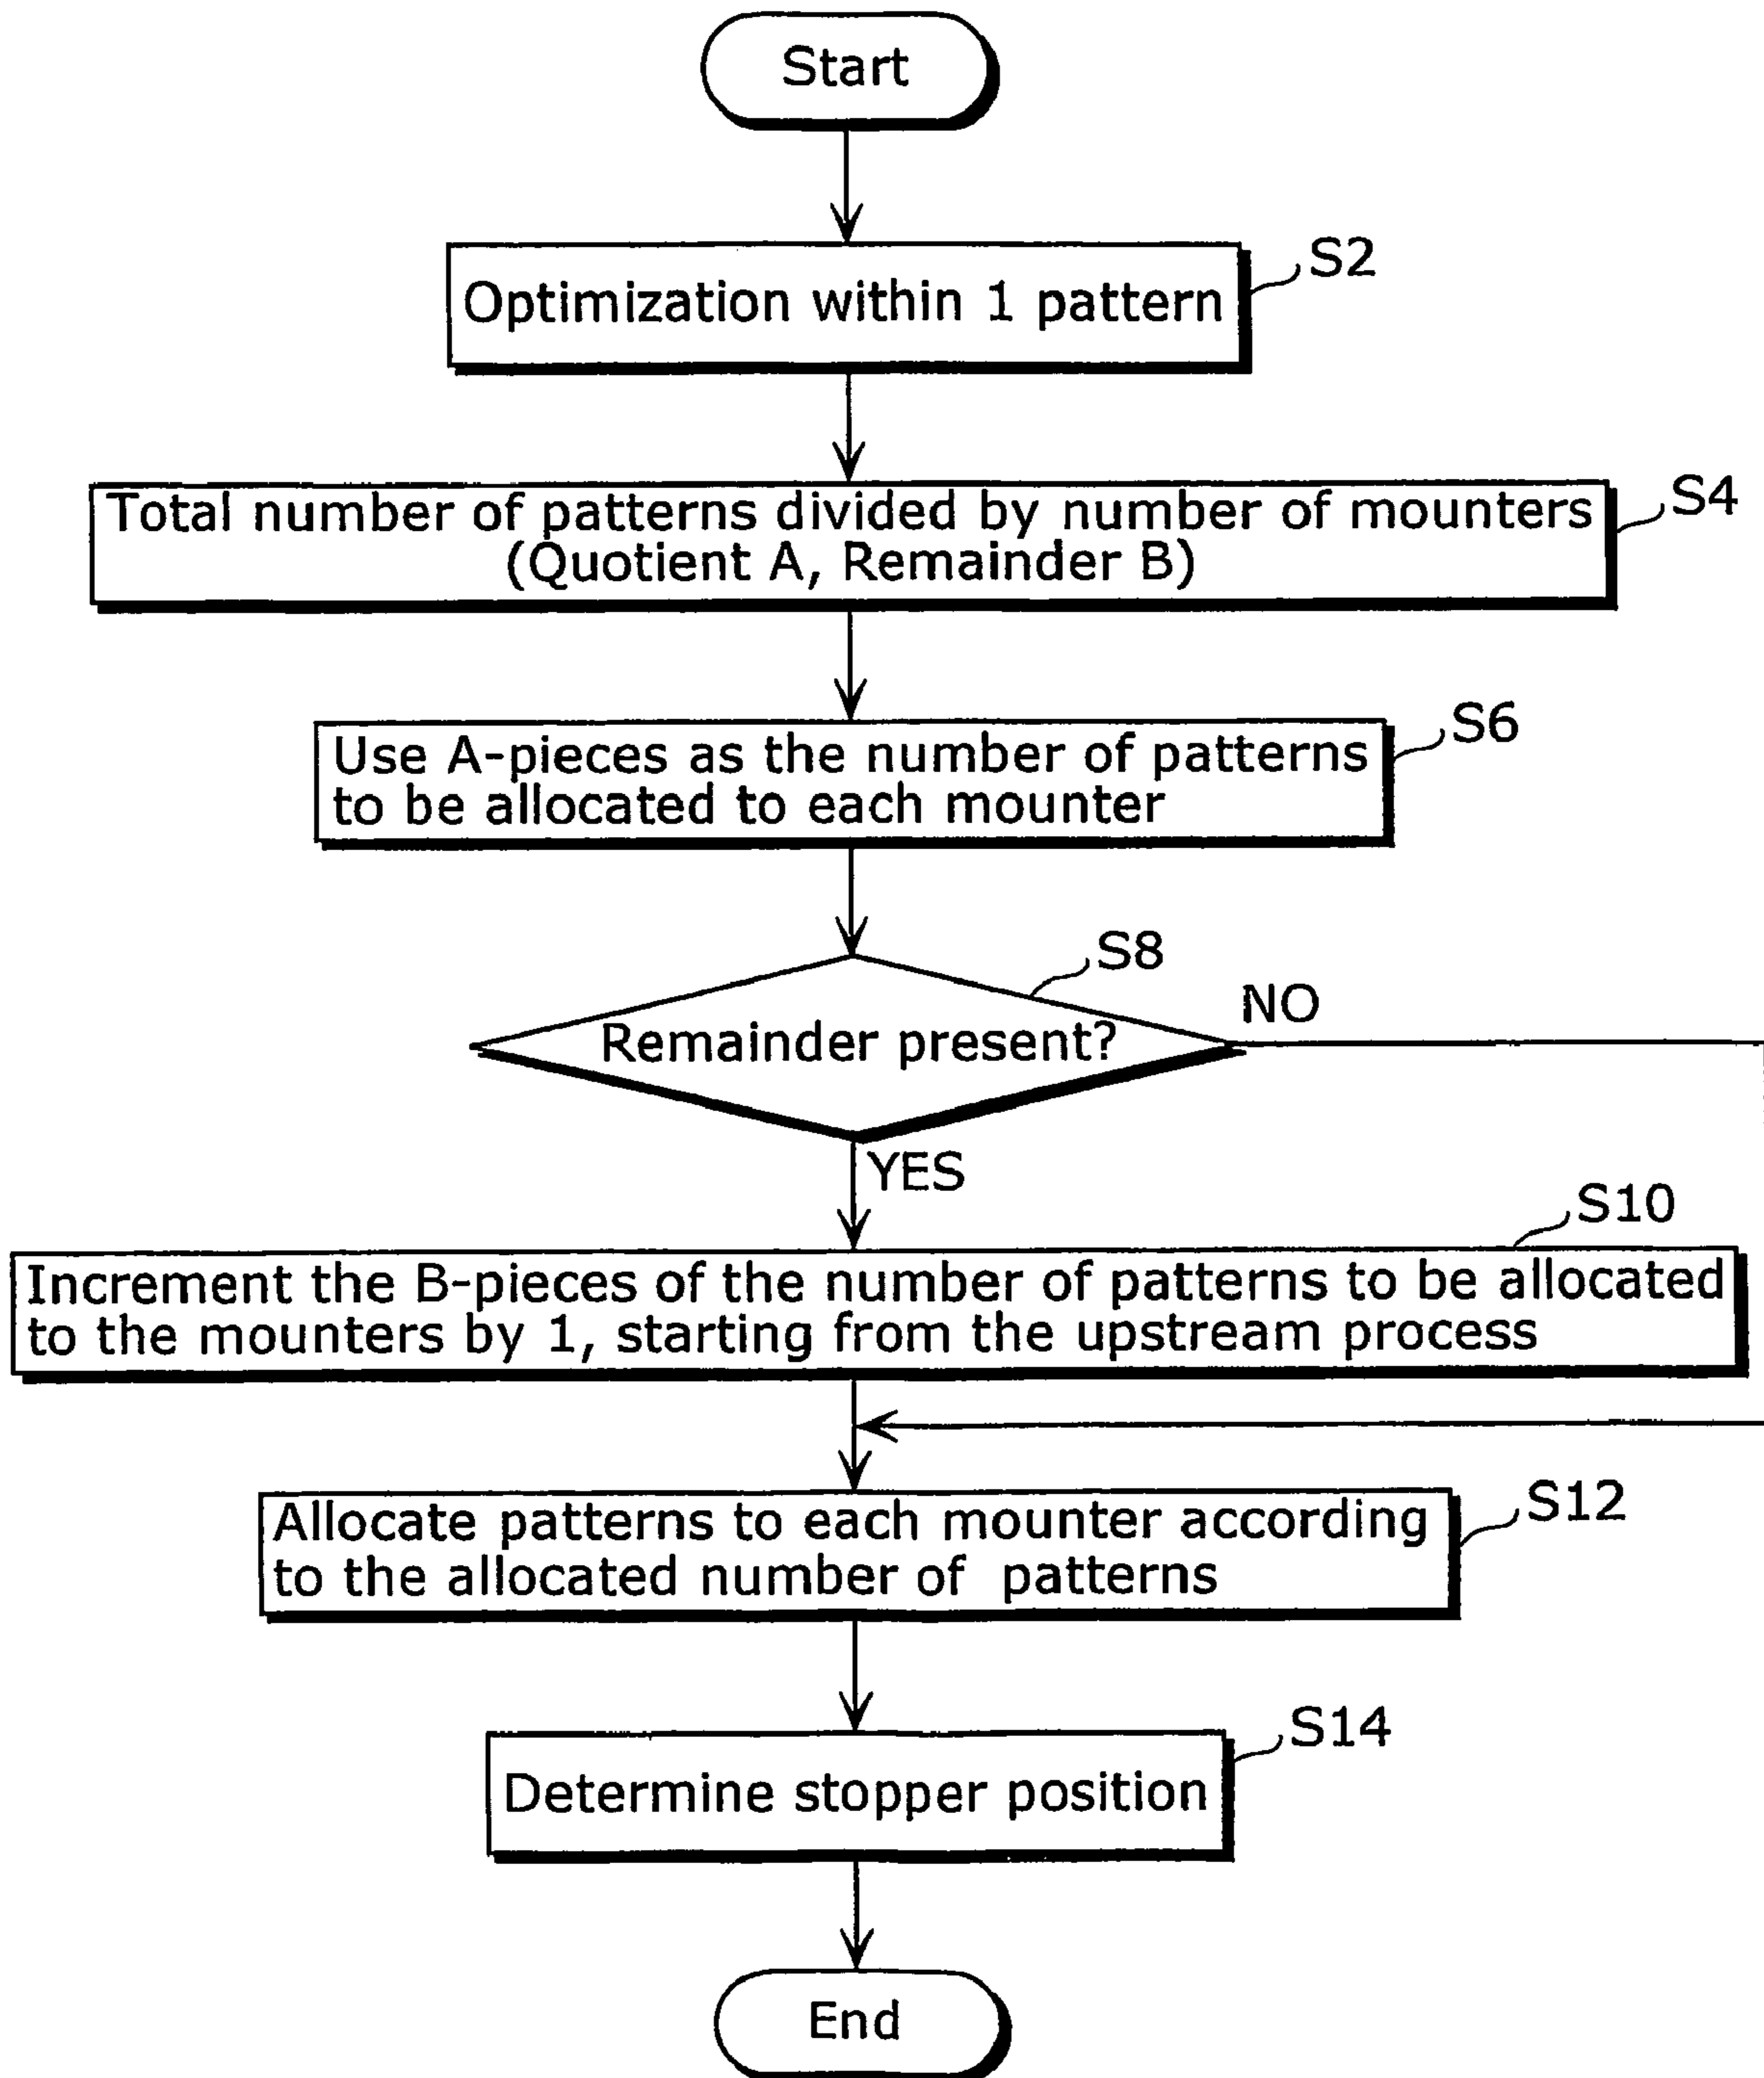 Start
S2
Optimization within 1 pattern
S4
Total number of patterns divided by number of mounters
(Quotient A, Remainder B)
S6
Use A-pieces as the number of patterns
to be allocated to each mounter
S8
NO
Remainder present?
YES
S10
Increment the B-pieces of the number of patterns to be allocated
to the mounters by 1, starting from the upstream process
S12
Allocate patterns to each mounter according
to the allocated number of patterns
S14
Determine stopper position
End